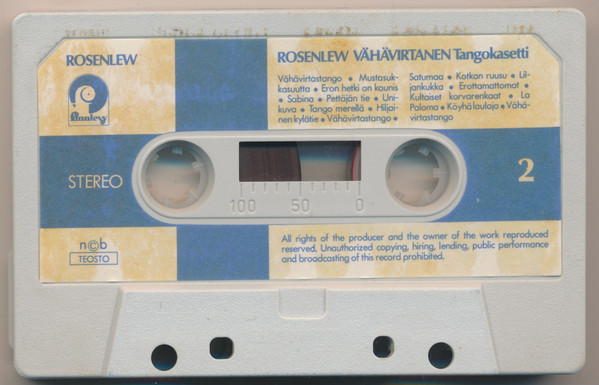 ROSENLEW
ROSENLEW VÄHÄVIRTANEN Tangokasetti
Vähävirtastango • Mustasuk-
kasuutta • Eron hetki on kaunis
• Sabina • Pettäjän tie • Uni-
kuva • Tango merellä • Hiljai-
nen kylätie • Vähävirtastango •
Satumaa • Kotkan ruusu • Lil-
jankukka • Erottamattomat •
Kultaiset korvarenkaat • La
Paloma • Köyhä laulaja • Vähä-
virtastango
Finnlevy
STEREO
2
100 50 0
n©b
TEOSTO
All rights of the producer and the owner of the work reproduced
reserved. Unauthorized copying, hiring, lending, public performance
and broadcasting of this record prohibited.